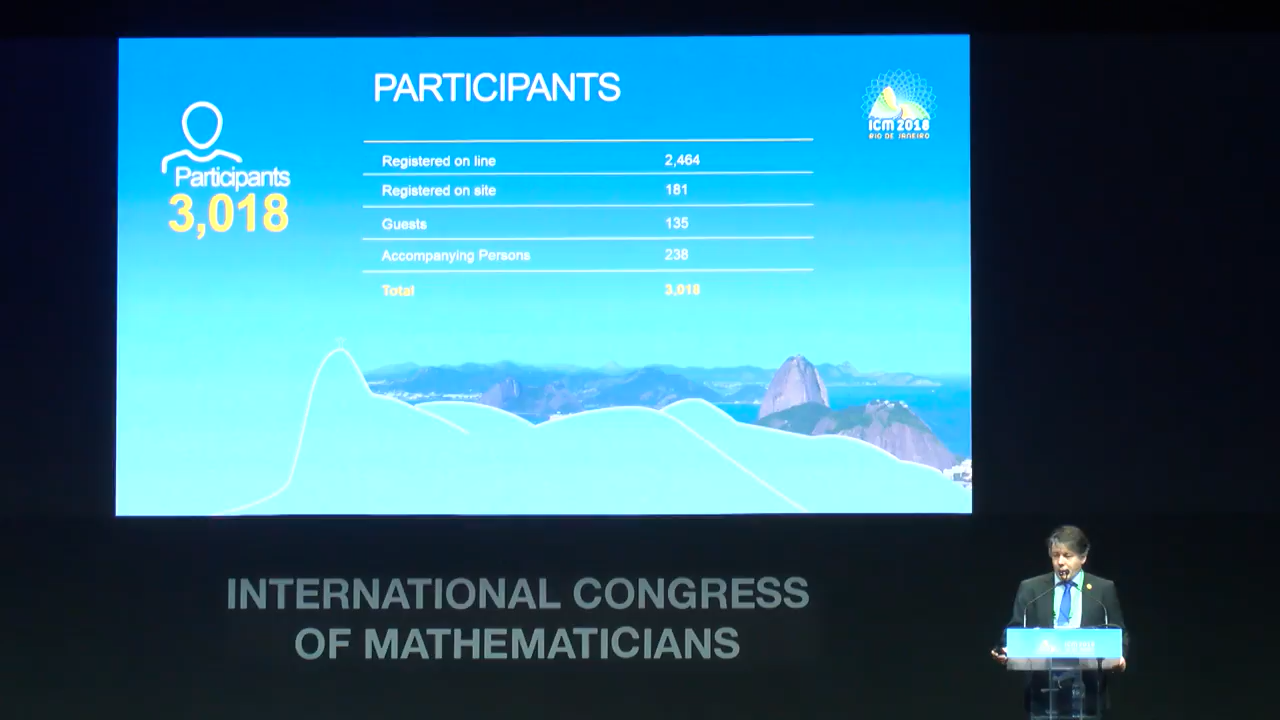 PARTICIPANTS
ICM 2018
RIO DE JANEIRO
Participants
3,018
Registered on line 2,464
Registered on site 181
Guests 135
Accompanying Persons 238
Total 3,018
INTERNATIONAL CONGRESS
OF MATHEMATICIANS